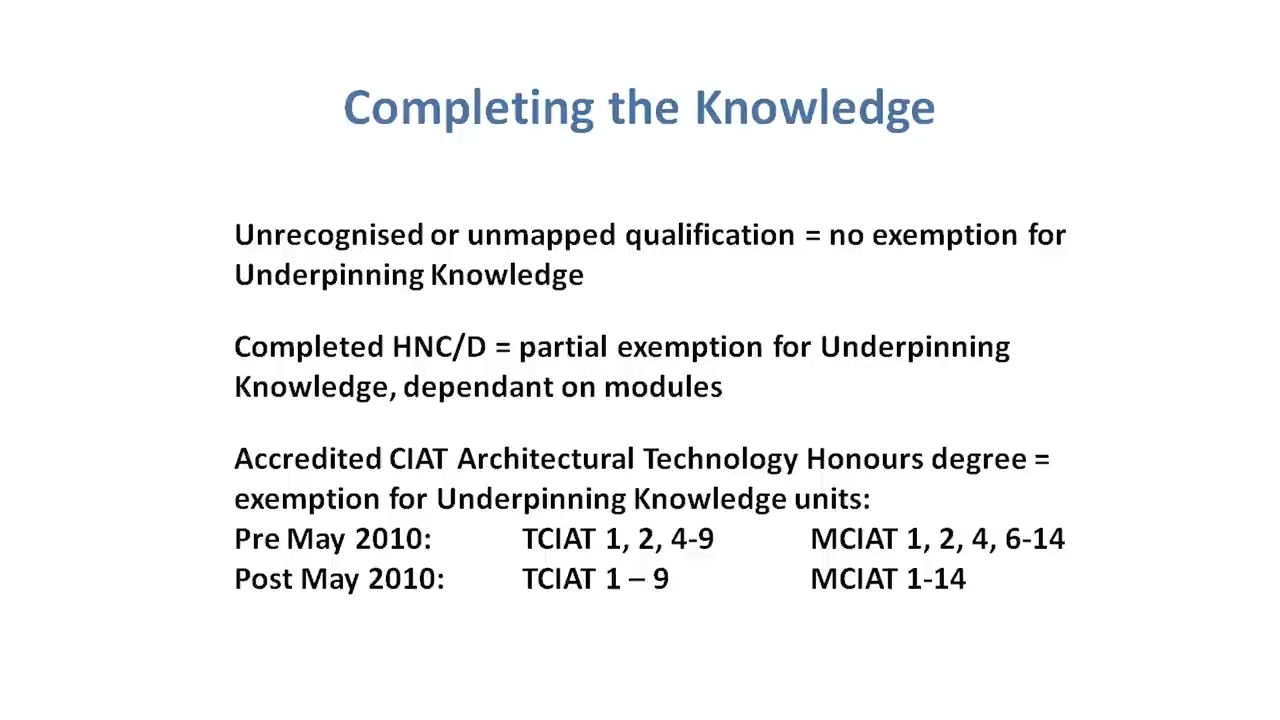 Completing the Knowledge
Unrecognised or unmapped qualification = no exemption for
Underpinning Knowledge
Completed HNC/D = partial exemption for Underpinning
Knowledge, dependant on modules
Accredited CIAT Architectural Technology Honours degree =
exemption for Underpinning Knowledge units:
Pre May 2010: TCIAT 1, 2, 4-9 MCIAT 1, 2, 4, 6-14
Post May 2010: TCIAT 1 – 9 MCIAT 1-14